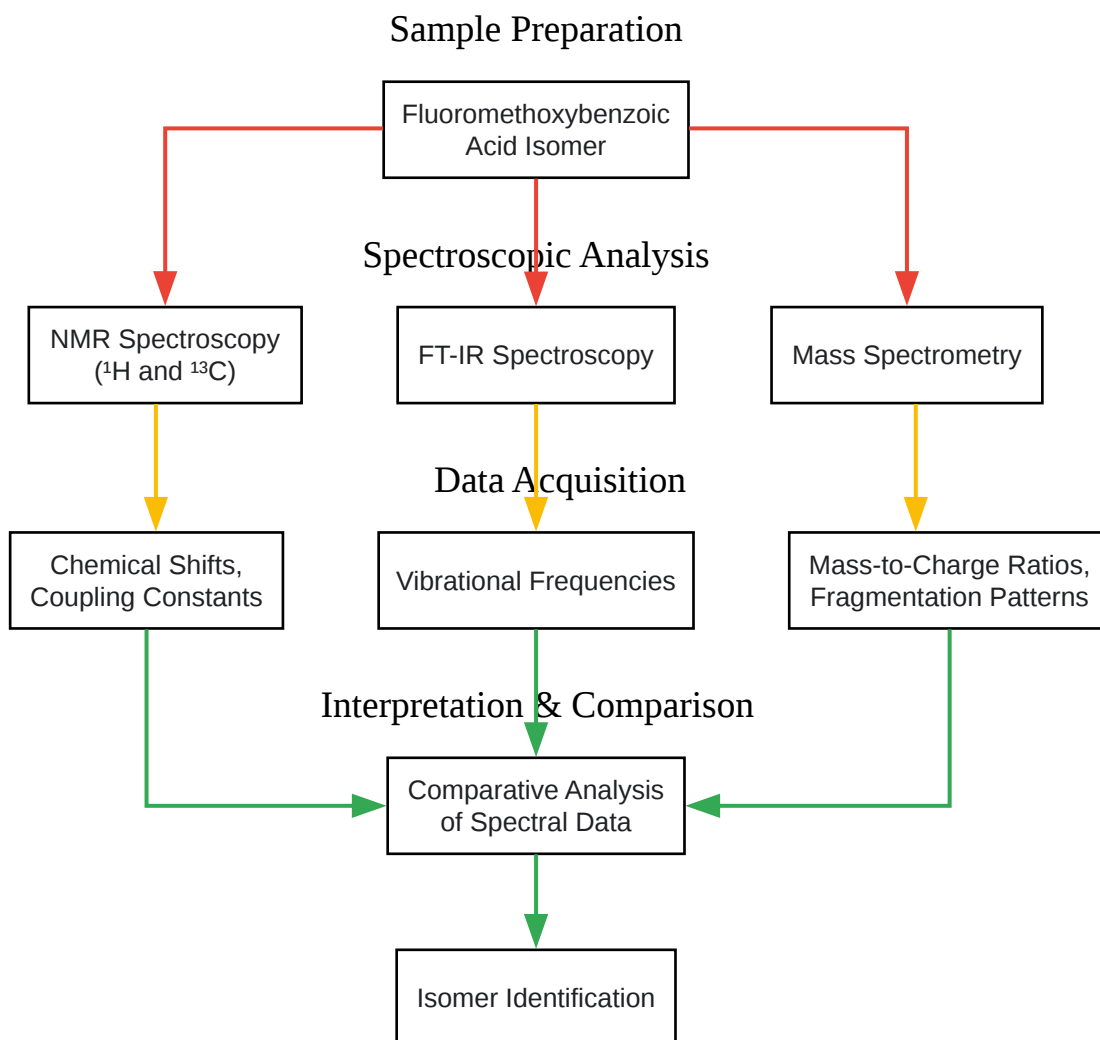 Sample Preparation
Fluoromethoxybenzoic
Acid Isomer
Spectroscopic Analysis
NMR Spectroscopy
(¹H and ¹³C)
FT-IR Spectroscopy
Mass Spectrometry
Data Acquisition
Chemical Shifts,
Coupling Constants
Vibrational Frequencies
Mass-to-Charge Ratios,
Fragmentation Patterns
Interpretation & Comparison
Comparative Analysis
of Spectral Data
Isomer Identification